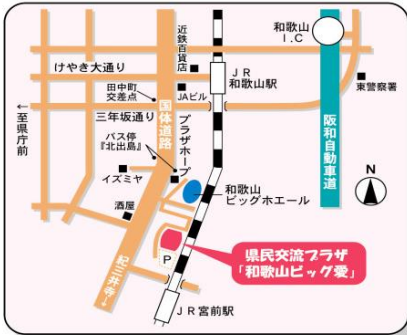 和歌山
I.C
近鉄百貨店
けやき大通り
JR
和歌山駅
田中町
交差点
JAビル
東警察署
←至県庁前
三年坂通り
国体道路
プラザホープ
阪和自動車道
バス停
『北出島』
イズミヤ
N
和歌山
ビッグホエール
酒屋
県民交流プラザ
「和歌山ビッグ愛」
P
紀三井寺→
JR宮前駅